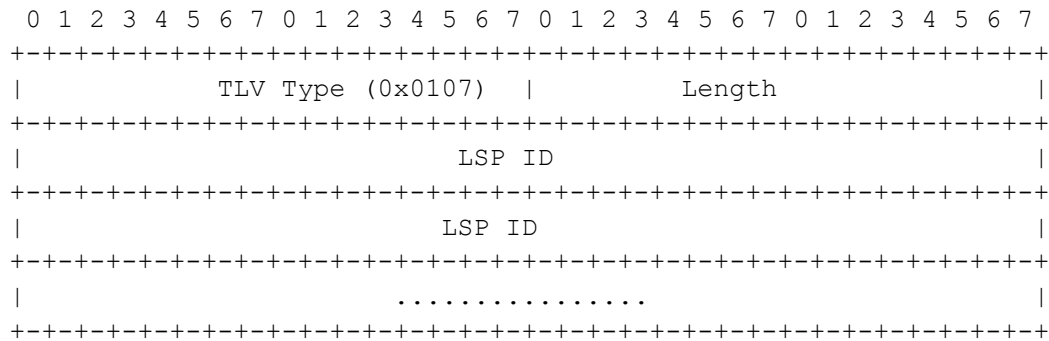 0 1 2 3 4 5 6 7 0 1 2 3 4 5 6 7 0 1 2 3 4 5 6 7 0 1 2 3 4 5 6 7
+-+-+-+-+-+-+-+-+-+-+-+-+-+-+-+-+-+-+-+-+-+-+-+-+-+-+-+-+-+-+-+-+
|            TLV Type (0x0107)  |         Length                |
+-+-+-+-+-+-+-+-+-+-+-+-+-+-+-+-+-+-+-+-+-+-+-+-+-+-+-+-+-+-+-+-+
|                           LSP ID                              |
+-+-+-+-+-+-+-+-+-+-+-+-+-+-+-+-+-+-+-+-+-+-+-+-+-+-+-+-+-+-+-+-+
|                          LSP ID                               |
+-+-+-+-+-+-+-+-+-+-+-+-+-+-+-+-+-+-+-+-+-+-+-+-+-+-+-+-+-+-+-+-+
|                       ................                        |
+-+-+-+-+-+-+-+-+-+-+-+-+-+-+-+-+-+-+-+-+-+-+-+-+-+-+-+-+-+-+-+-+